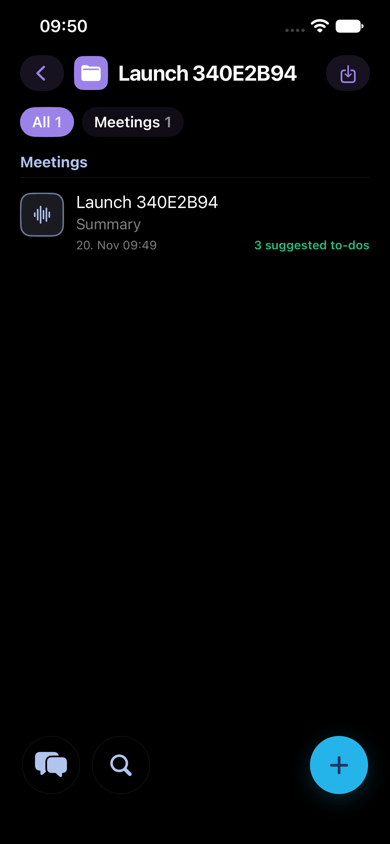 09:50
Launch 340E2B94
All 1
Meetings 1
Meetings
Launch 340E2B94
Summary
20. Nov 09:49
3 suggested to-dos